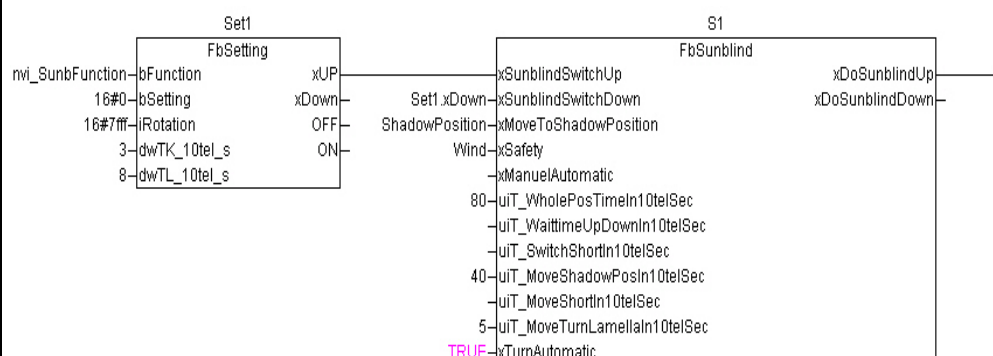 Set1
S1
FbSetting
FbSunblind
nvi_SunbFunction bFunction xUP xSunblindSwitchUp xDoSunblindUp
16#0 bSetting xDown Set1.xDown xSunblindSwitchDown xDoSunblindDown
16#7fff iRotation OFF ShadowPosition xMoveToShadowPosition
3 dwTK_10tel_s ON Wind xSafety
xManuelAutomatic
8 dwTL_10tel_s
80 uiT_WholePosTimeIn10telSec
uiT_WaittimeUpDownIn10telSec
uiT_SwitchShortIn10telSec
40 uiT_MoveShadowPosIn10telSec
uiT_MoveShortIn10telSec
5 uiT_MoveTurnLamellaIn10telSec
TRUE xTurnAutomatic